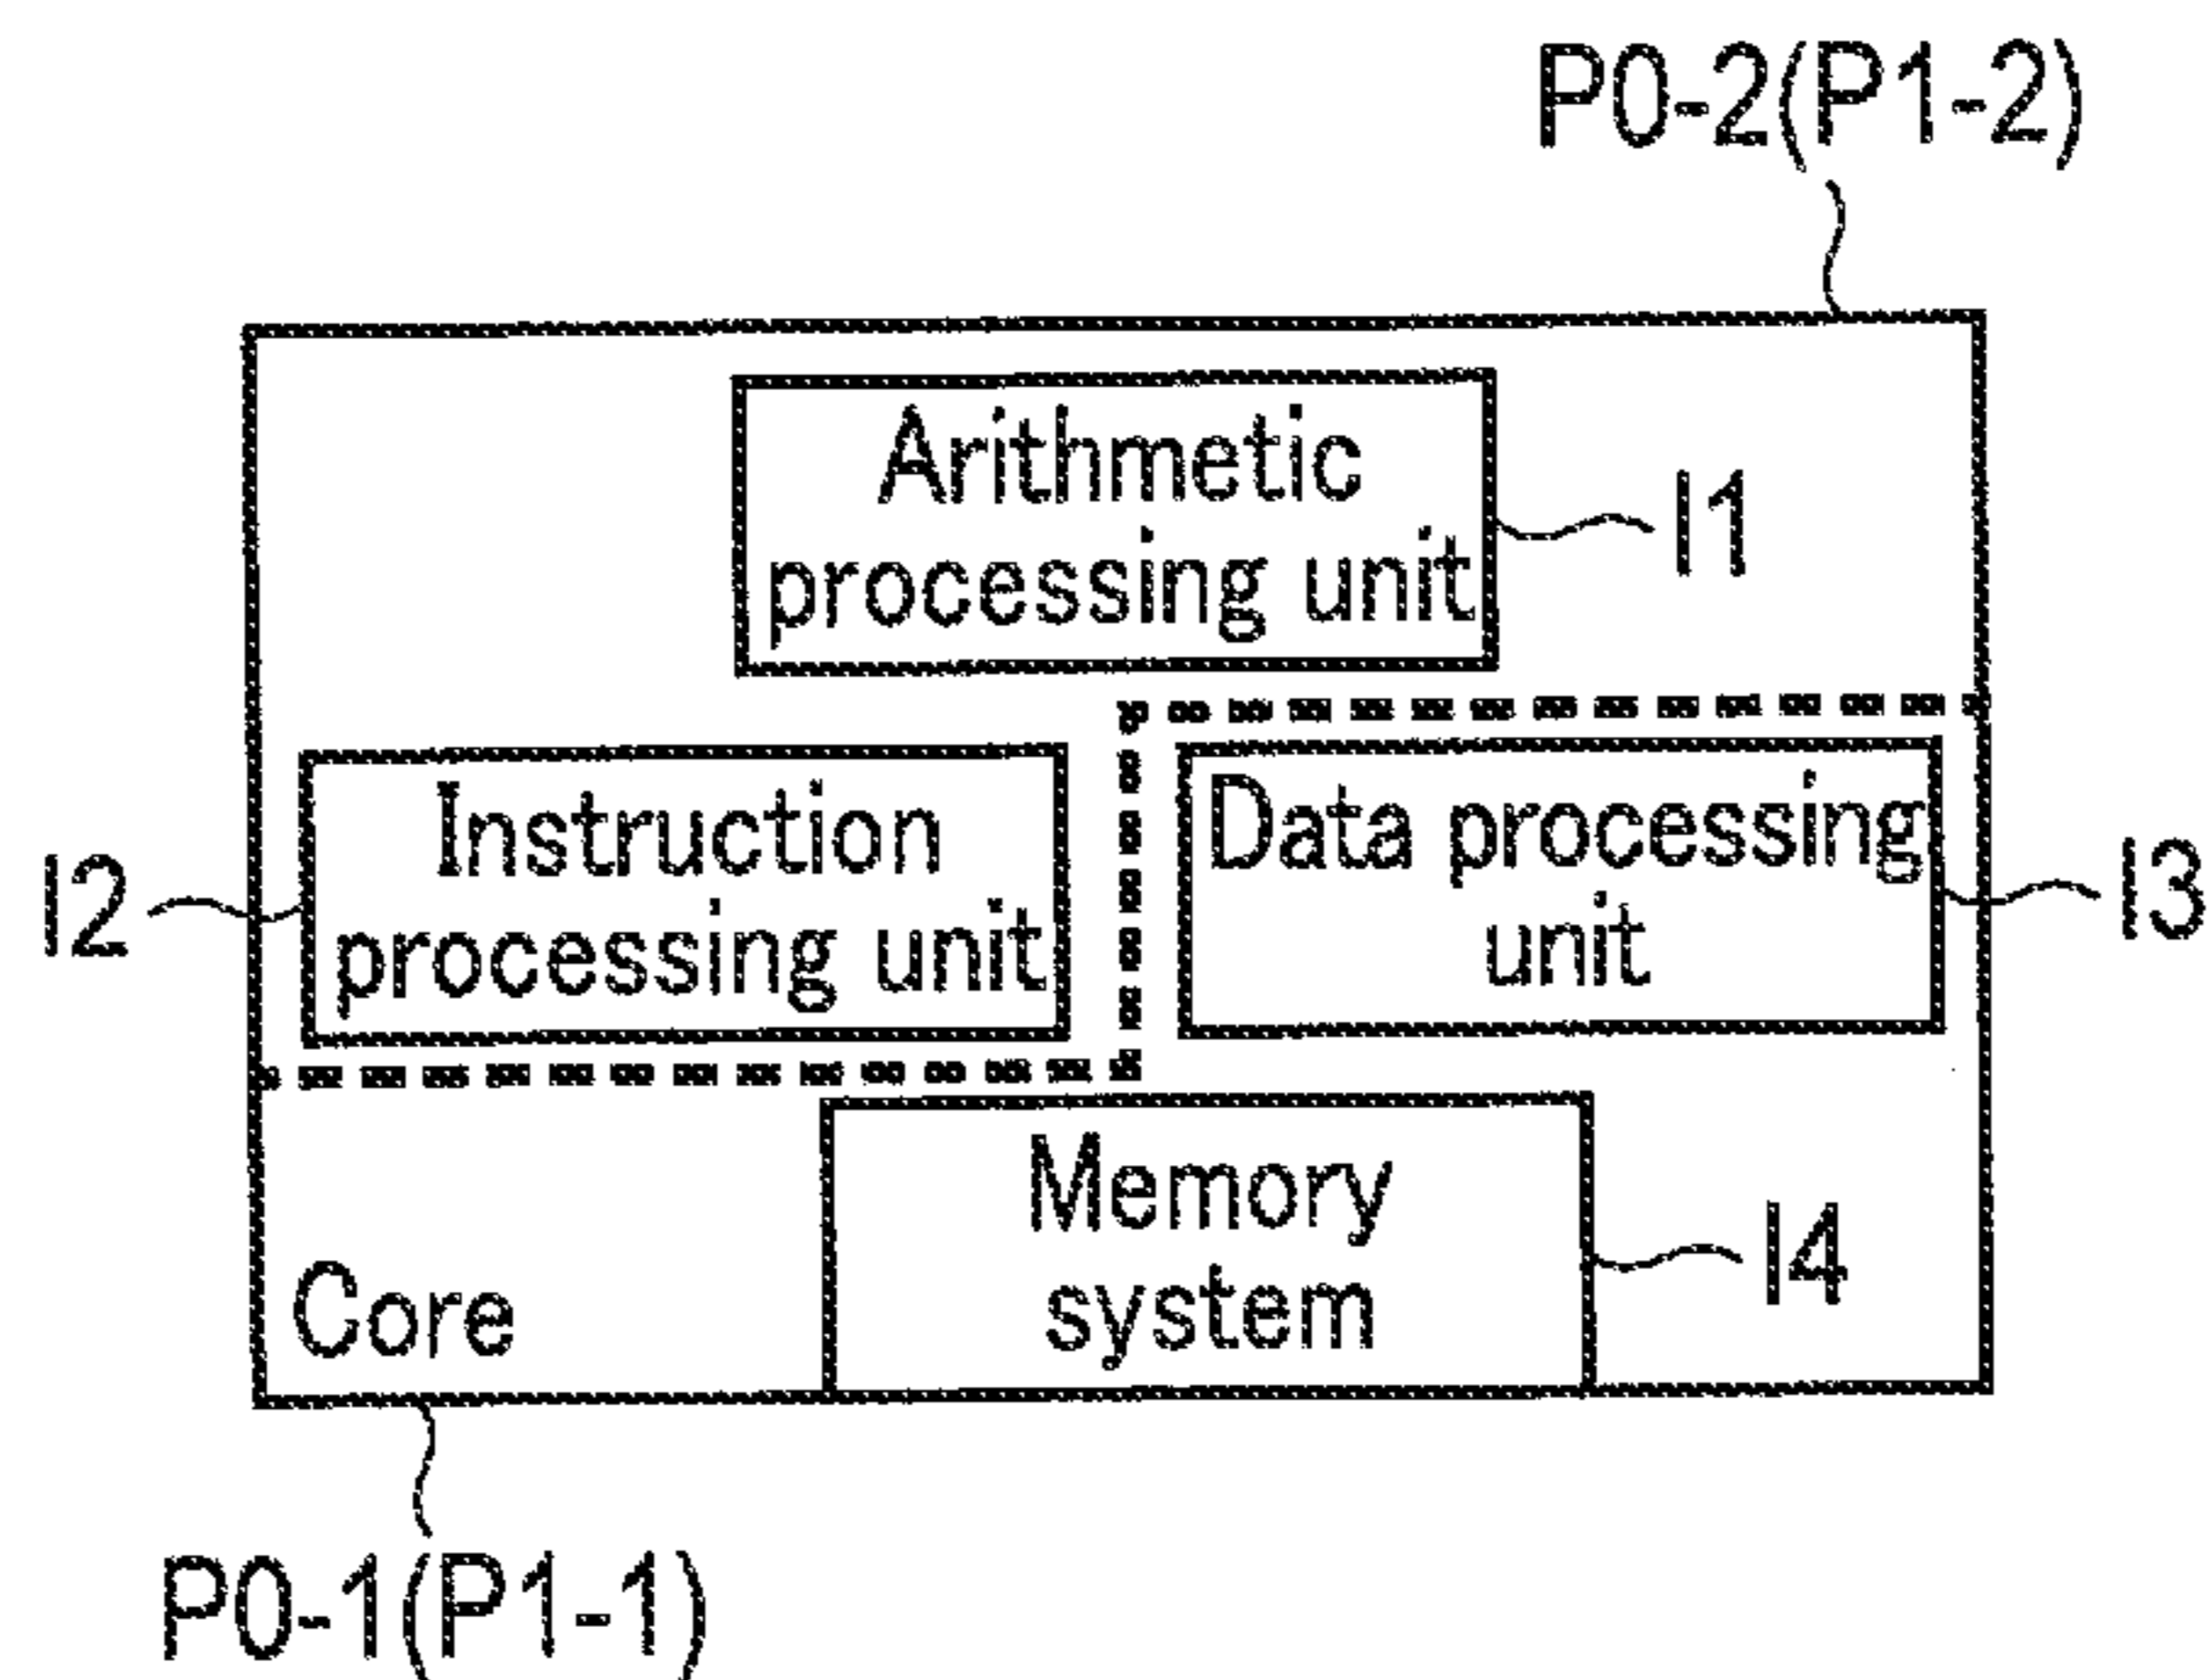 P0-2(P1-2)
Arithmetic
processing unit
I1
I2
Instruction
processing unit
Data processing
unit
I3
Memory
system
I4
Core
P0-1(P1-1)